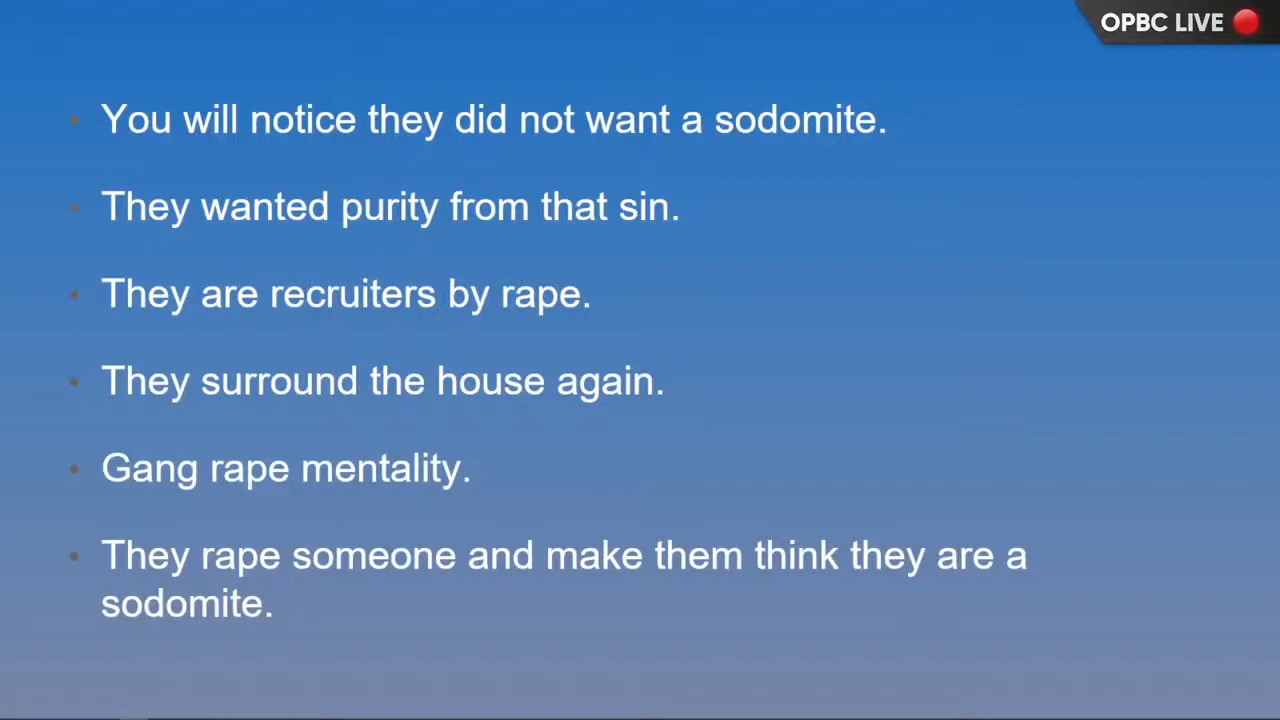 OPBC LIVE
You will notice they did not want a sodomite.
They wanted purity from that sin.
They are recruiters by rape.
They surround the house again.
Gang rape mentality.
They rape someone and make them think they are a
sodomite.